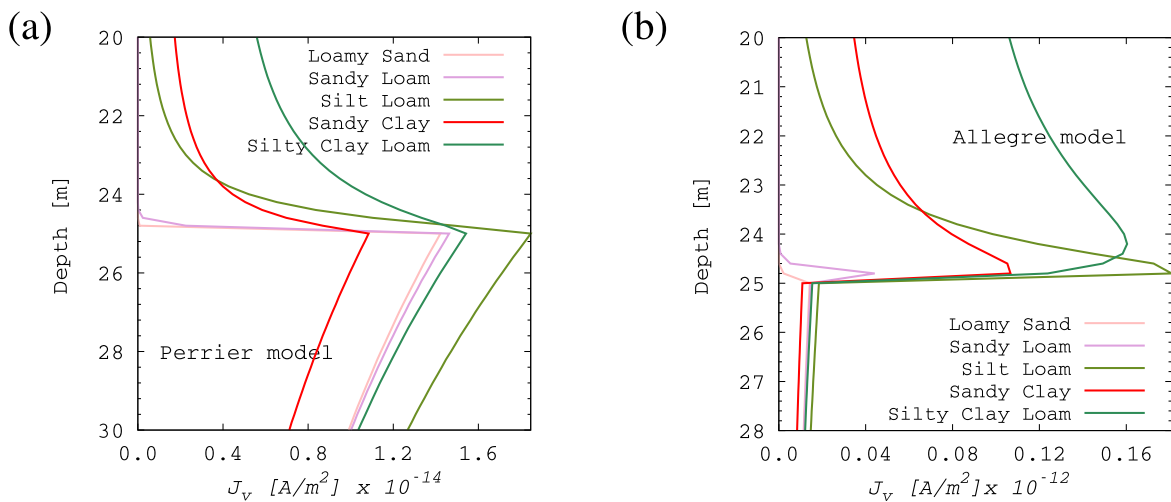 (a)
20
22
24
26
28
30
Depth [m]
Loamy Sand
Sandy Loam
Silt Loam
Sandy Clay
Silty Clay Loam
Perrier model
0.0 0.4 0.8 1.2 1.6
J_v [A/m²] x 10⁻¹⁴
(b)
20
21
22
23
24
25
26
27
28
Depth [m]
Allegre model
Loamy Sand
Sandy Loam
Silt Loam
Sandy Clay
Silty Clay Loam
0.0 0.04 0.08 0.12 0.16
J_v [A/m²]x 10⁻¹²